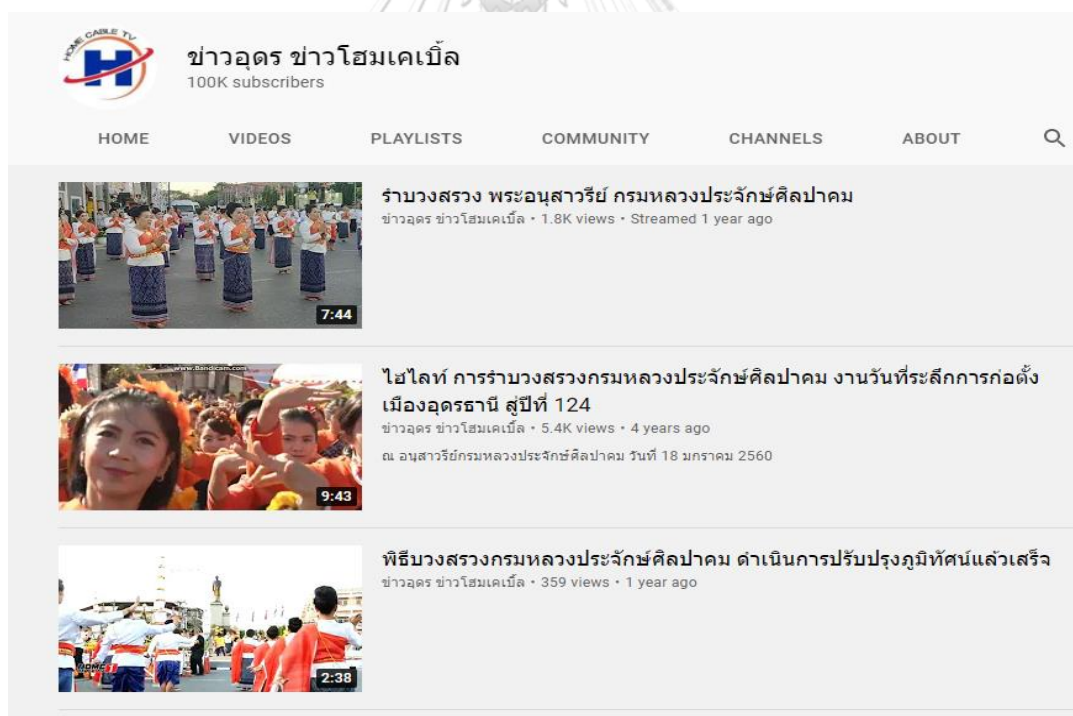 HOME CABLE TV
H
ข่าวอุดร ข่าวโฮมเคเบิ้ล
100K subscribers
HOME VIDEOS PLAYLISTS COMMUNITY CHANNELS ABOUT
7:44
รำบวงสรวง พระอนุสาวรีย์ กรมหลวงประจักษ์ศิลปาคม
ข่าวอุดร ข่าวโฮมเคเบิ้ล • 1.8K views • Streamed 1 year ago
www.Bandicam.com
9:43
ไฮไลท์ การรำบวงสรวงกรมหลวงประจักษ์ศิลปาคม งานวันที่ระลึกการก่อตั้ง
เมืองอุดรธานี สู่ปีที่ 124
ข่าวอุดร ข่าวโฮมเคเบิ้ล • 5.4K views • 4 years ago
ณ อนุสาวรีย์กรมหลวงประจักษ์ศิลปาคม วันที่ 18 มกราคม 2560
HOME1
2:38
พิธีบวงสรวงกรมหลวงประจักษ์ศิลปาคม ดำเนินการปรับปรุงภูมิทัศน์แล้วเสร็จ
ข่าวอุดร ข่าวโฮมเคเบิ้ล • 359 views • 1 year ago